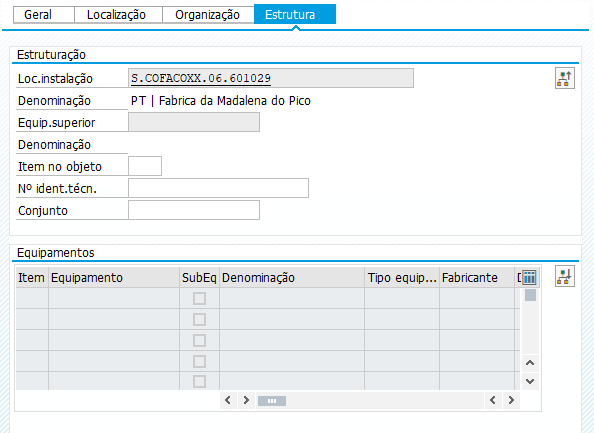 Geral Localização Organização Estrutura
Estruturação
Loc.instalação S.COFACOXX.06.601029
Denominação PT | Fabrica da Madalena do Pico
Equip.superior
Denominação
Item no objeto
Nº ident.técn.
Conjunto
Equipamentos
Item Equipamento SubEq Denominação Tipo equip... Fabricante